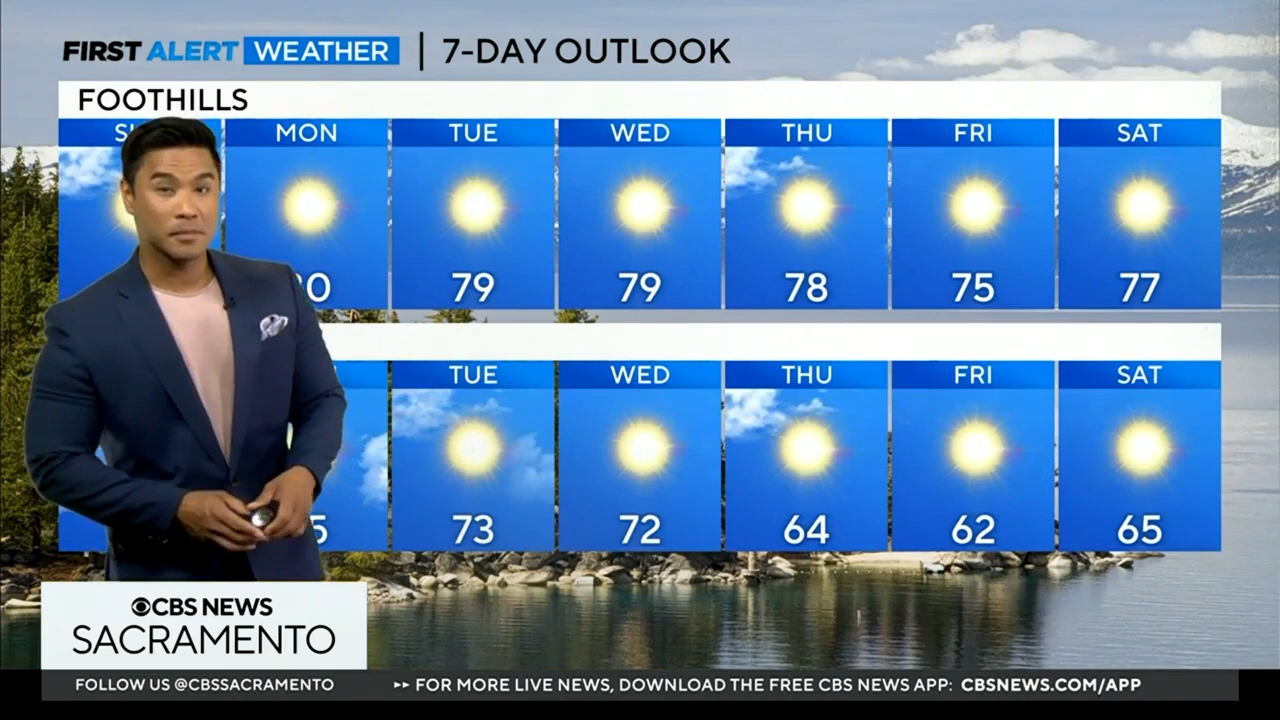 FIRST ALERT WEATHER | 7-DAY OUTLOOK
FOOTHILLS
MON TUE WED THU FRI SAT
79 79 78 75 77
TUE WED THU FRI SAT
73 72 64 62 65
CBS NEWS
SACRAMENTO
FOLLOW US @CBSSACRAMENTO FOR MORE LIVE NEWS, DOWNLOAD THE FREE CBS NEWS APP: CBSNEWS.COM/APP